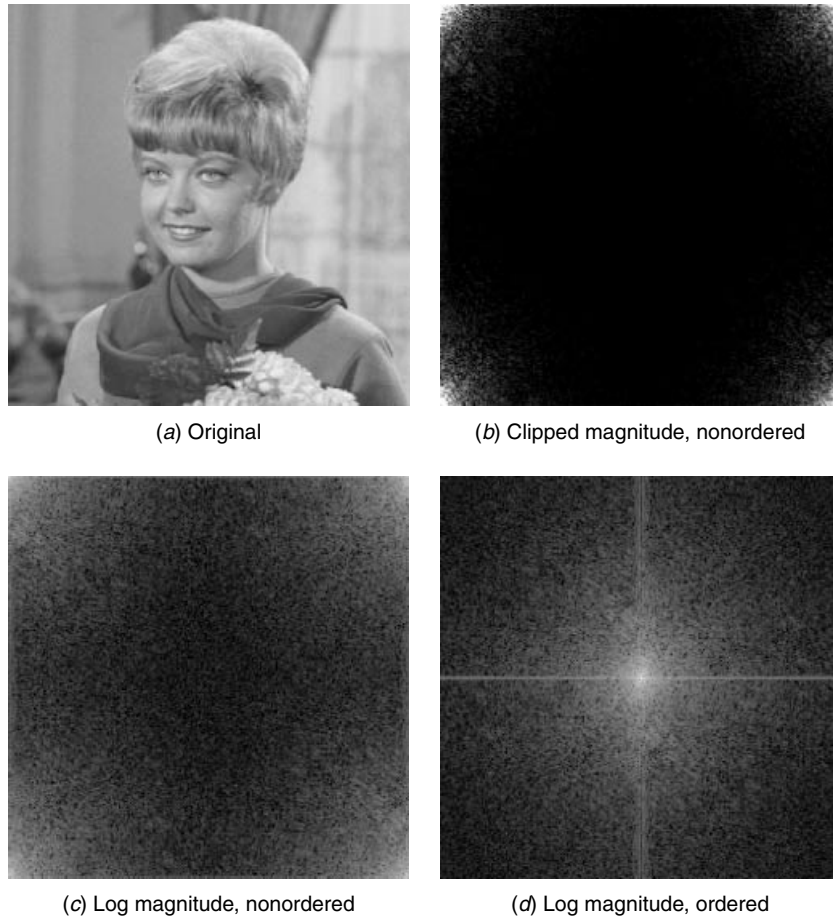 (a) Original
(b) Clipped magnitude, nonordered
(c) Log magnitude, nonordered
(d) Log magnitude, ordered